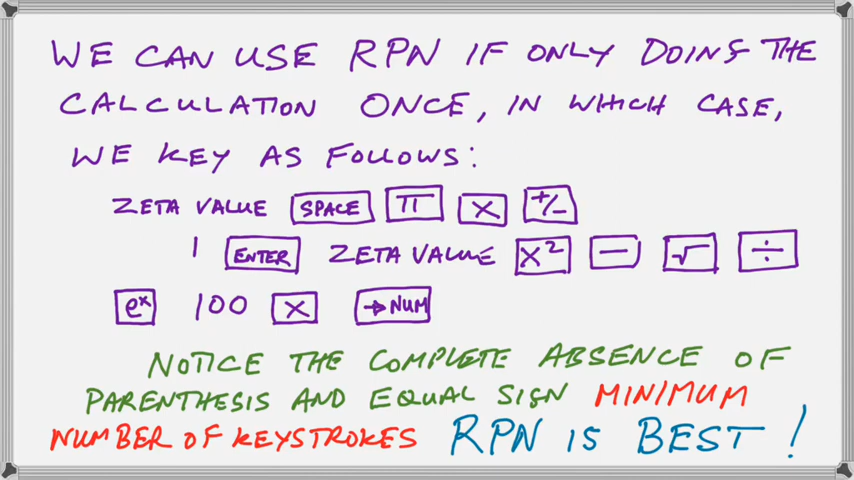 WE CAN USE RPN IF ONLY DOING THE
CALCULATION ONCE, IN WHICH CASE,
WE KEY AS FOLLOWS:
ZETA VALUE SPACE π X +/-
1 ENTER ZETA VALUE X² — √ ÷
eˣ 100 X →NUM
NOTICE THE COMPLETE ABSENCE OF
PARENTHESIS AND EQUAL SIGN MINIMUM
NUMBER OF KEYSTROKES RPN IS BEST!